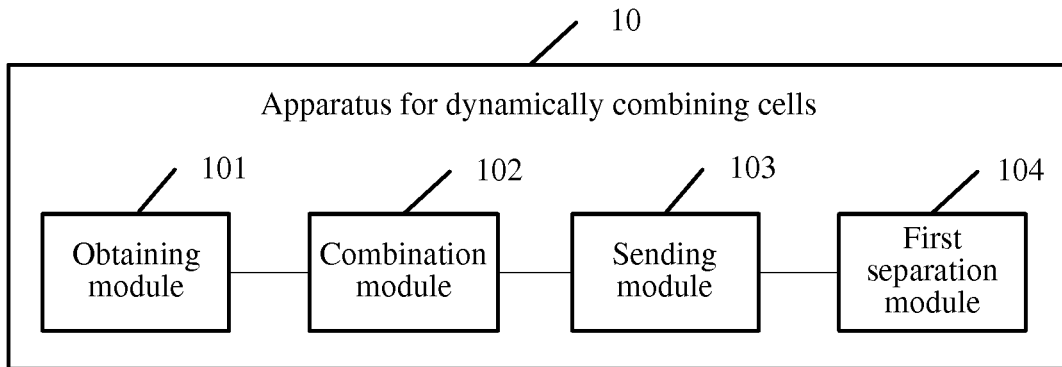 10
Apparatus for dynamically combining cells
101
102
103
104
Obtaining
module
Combination
module
Sending
module
First
separation
module